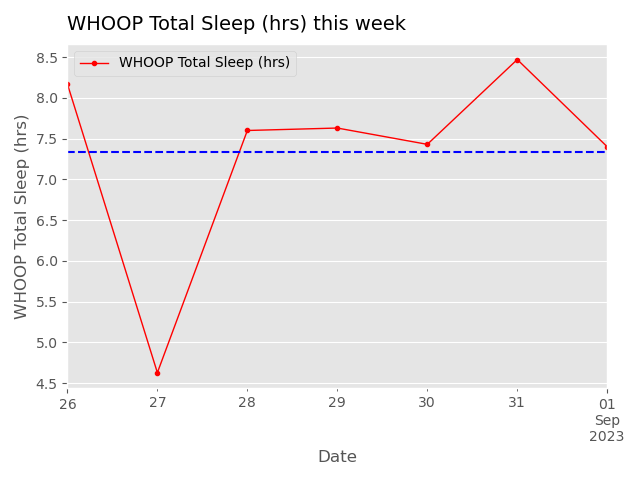 WHOOP Total Sleep (hrs) this week
WHOOP Total Sleep (hrs)
WHOOP Total Sleep (hrs)
8.5
8.0
7.5
7.0
6.5
6.0
5.5
5.0
4.5
26 27 28 29 30 31 01
Sep
2023
Date